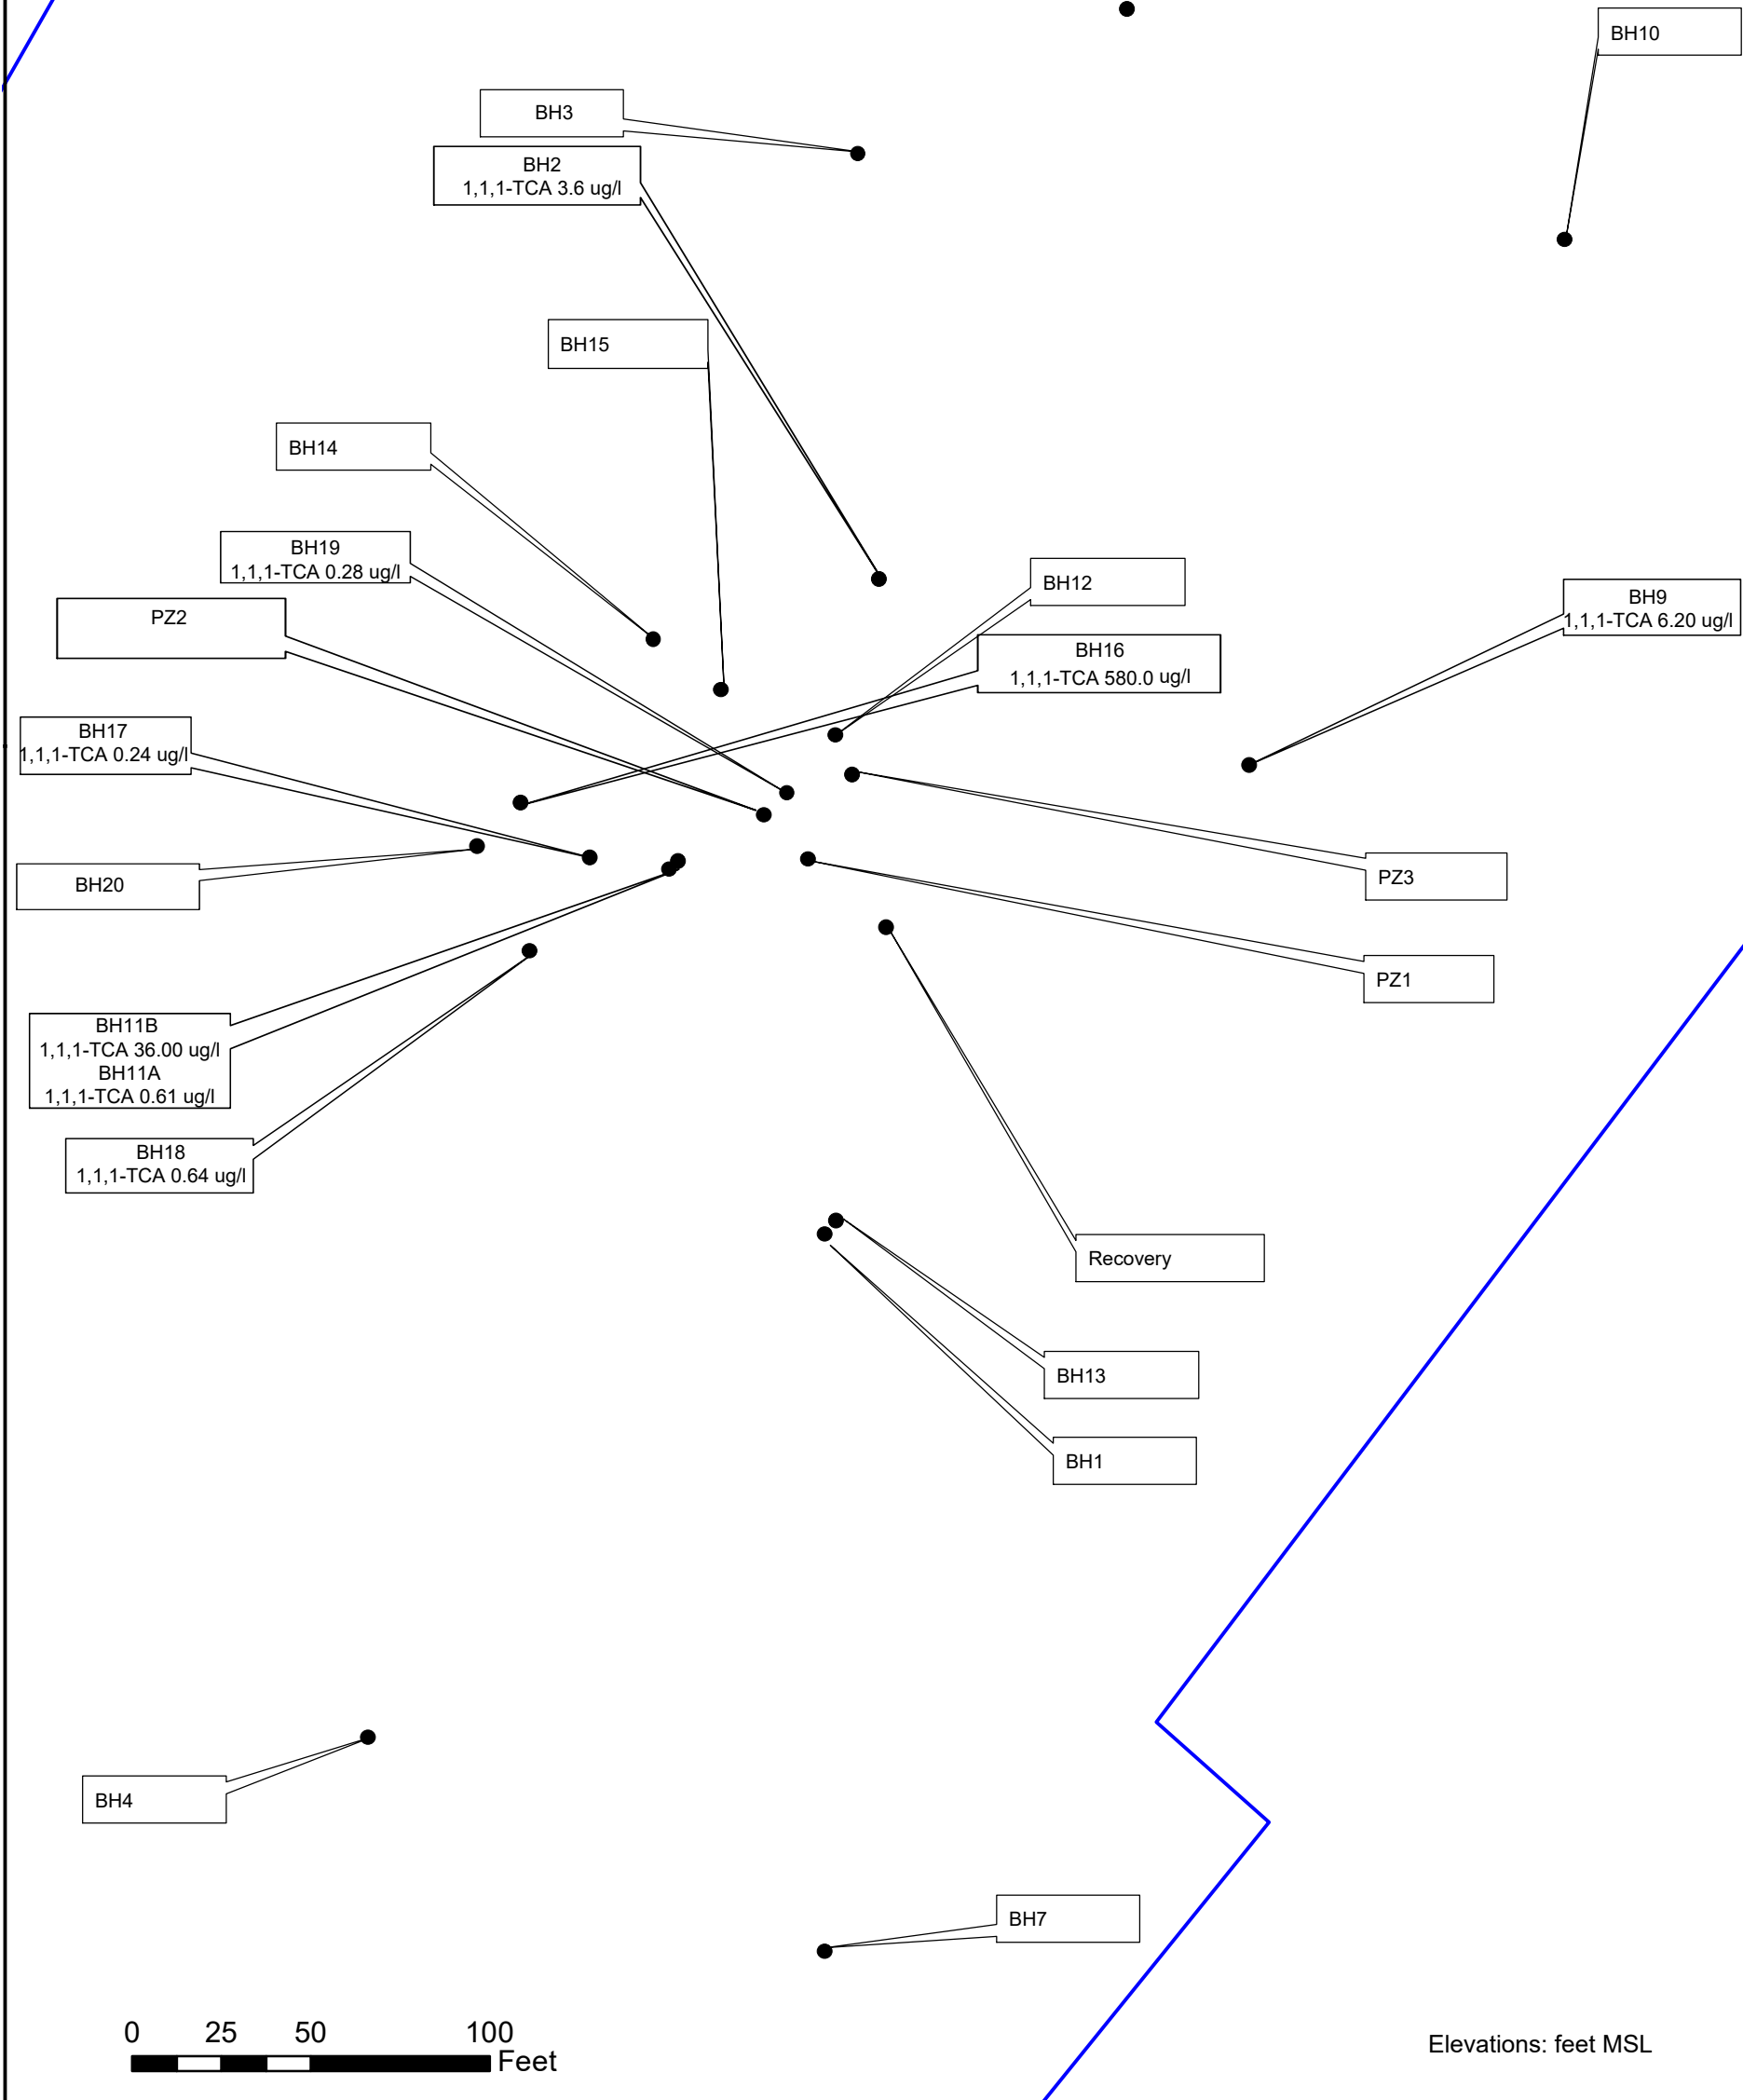 BH10
BH3
BH2
1,1,1-TCA 3.6 ug/l
BH15
BH14
BH19
1,1,1-TCA 0.28 ug/l
BH12
BH9
1,1,1-TCA 6.20 ug/l
PZ2
BH16
1,1,1-TCA 580.0 ug/l
BH17
1,1,1-TCA 0.24 ug/l
BH20
PZ3
PZ1
BH11B
1,1,1-TCA 36.00 ug/l
BH11A
1,1,1-TCA 0.61 ug/l
BH18
1,1,1-TCA 0.64 ug/l
Recovery
BH13
BH1
BH4
BH7
0 25 50 100
Feet
Elevations: feet MSL